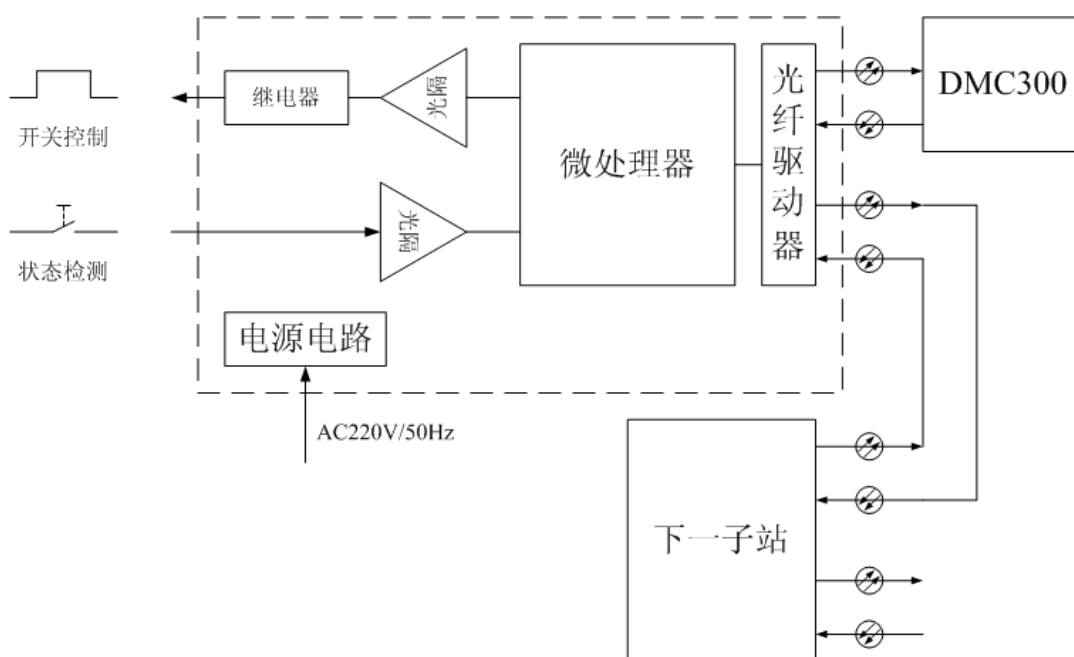 继电器
光隔
微处理器
光纤驱动器
DMC300
开关控制
光隔
状态检测
电源电路
AC220V/50Hz
下一子站